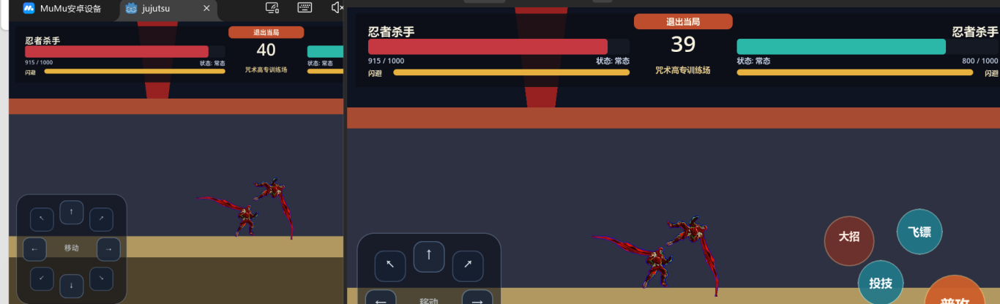 MuMu安卓设备
jujutsu
忍者杀手
退出当局
40
915 / 1000
状态: 常态
状态: 常态
闪避
咒术高专训练场
↖
↑
↗
←
移动
→
↙
↓
↘
忍者杀手
退出当局
39
忍者杀手
915 / 1000
状态: 常态
状态: 常态
800 / 1000
闪避
咒术高专训练场
闪避
↖
↑
↗
←
移动
→
大招
飞镖
投技
普攻